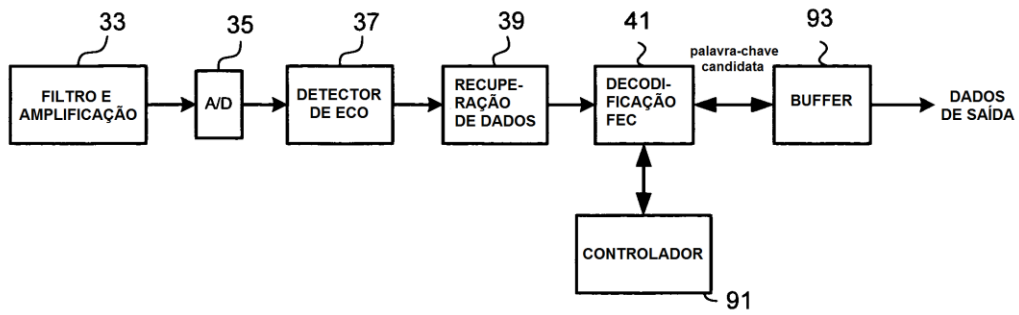 33
35
37
39
41
93
palavra-chave
candidata
FILTRO E
AMPLIFICAÇÃO
A/D
DETECTOR
DE ECO
RECUPE-
RAÇÃO
DE DADOS
DECODI-
FICAÇÃO
FEC
BUFFER
DADOS
DE SAÍDA
CONTROLADOR
91